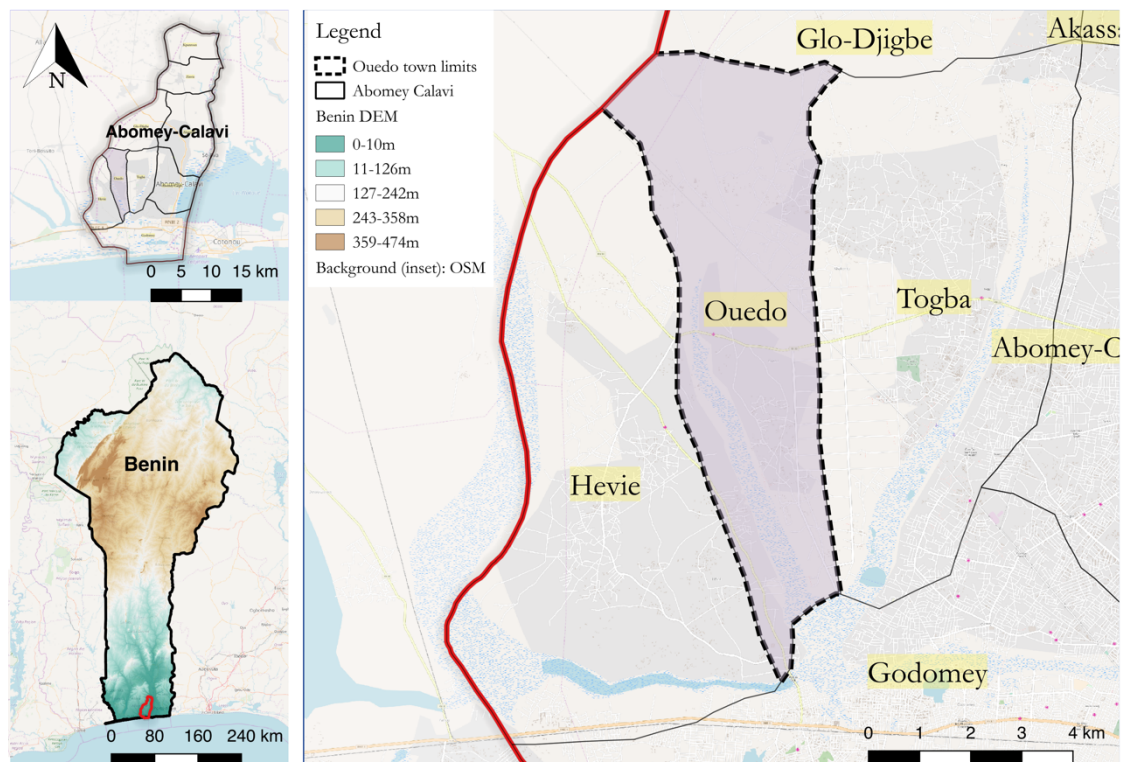 N
Abomey-Calavi
0 5 10 15 km
Benin
0 80 160 240 km
Legend
Ouedo town limits
Abomey Calavi
Benin DEM
0-10m
11-126m
127-242m
243-358m
359-474m
Background (inset): OSM
Glo-Djigbe
Akass
Ouedo
Togba
Abomey-C
Hevie
Godomey
0 1 2 3 4 km